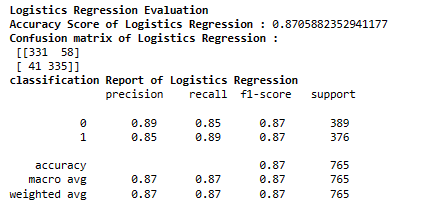 Logistics Regression Evaluation
Accuracy Score of Logistics Regression : 0.8705882352941177
Confusion matrix of Logistics Regression :
[[331  58]
[ 41 335]]
classification Report of Logistics Regression
precision    recall  f1-score   support
0       0.89      0.85      0.87       389
1       0.85      0.89      0.87       376
accuracy                           0.87       765
macro avg       0.87      0.87      0.87       765
weighted avg       0.87      0.87      0.87       765